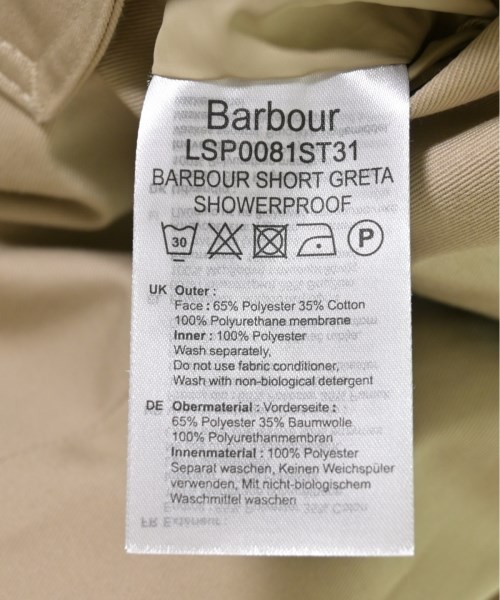 Barbour
LSP0081ST31
BARBOUR SHORT GRETA
SHOWERPROOF
30
P
UK Outer :
Face : 65% Polyester 35% Cotton
100% Polyurethane membrane
Inner : 100% Polyester
Wash separately,
Do not use fabric conditioner,
Wash with non-biological detergent
DE Obermaterial : Vorderseite :
65% Polyester 35% Baumwolle
100% Polyurethanmembran
Innenmaterial : 100% Polyester
Separat waschen, Keinen Weichspüler
verwenden, Mit nicht-biologischem
Waschmittel waschen